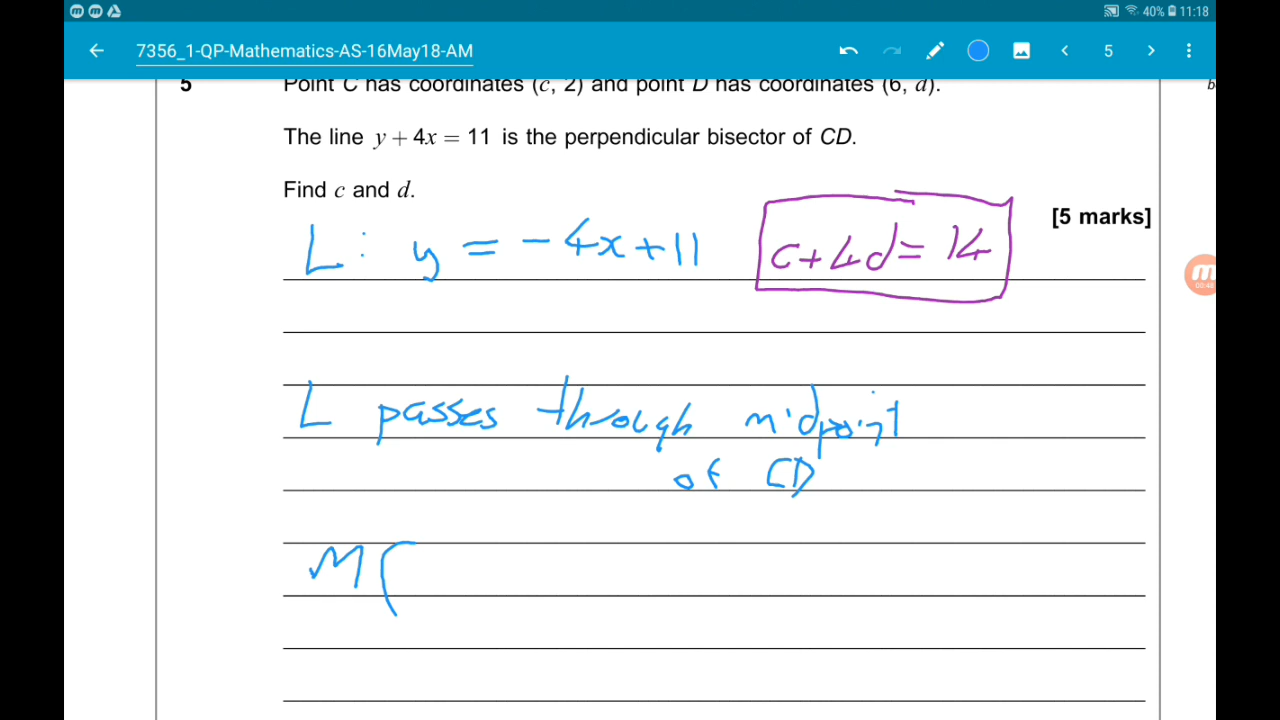 40% 11:18
7356_1-QP-Mathematics-AS-16May18-AM 5
5 Point C has coordinates (c, 2) and point D has coordinates (6, d).
b
The line y + 4x = 11 is the perpendicular bisector of CD.
Find c and d.
[5 marks]
L: y = -4x+11 c+4d=14
L passes through midpoint
of CD
M(